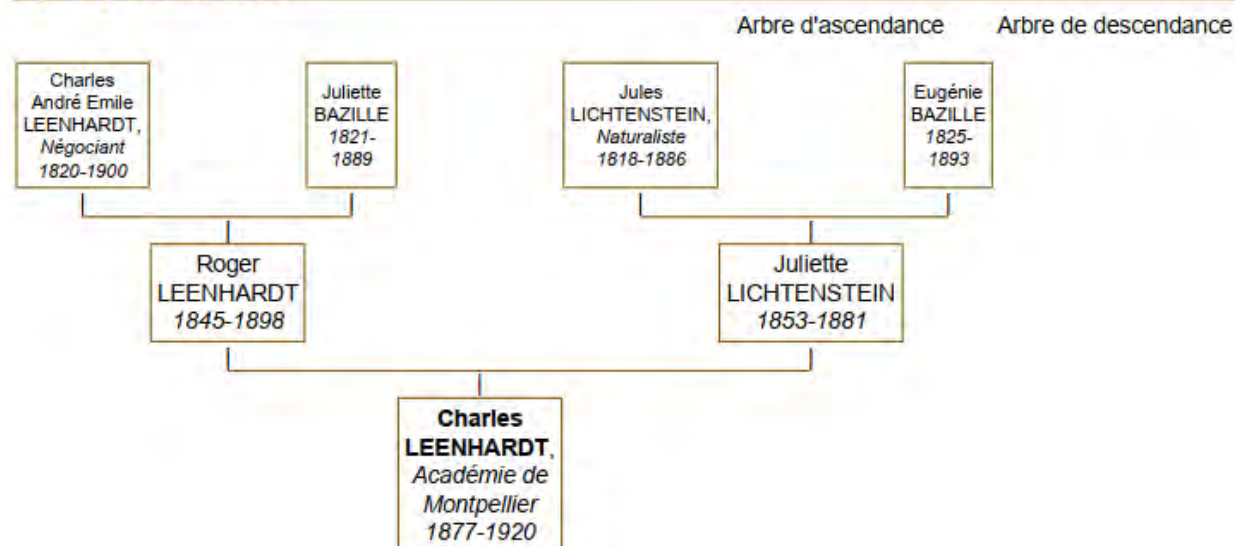 Arbre d'ascendance Arbre de descendance
Charles
André Emile
LEENHARDT,
Négociant
1820-1900
Juliette
BAZILLE
1821-
1889
Jules
LICHTENSTEIN,
Naturaliste
1818-1886
Eugénie
BAZILLE
1825-
1893
Roger
LEENHARDT
1845-1898
Juliette
LICHTENSTEIN
1853-1881
Charles
LEENHARDT,
Académie de
Montpellier
1877-1920